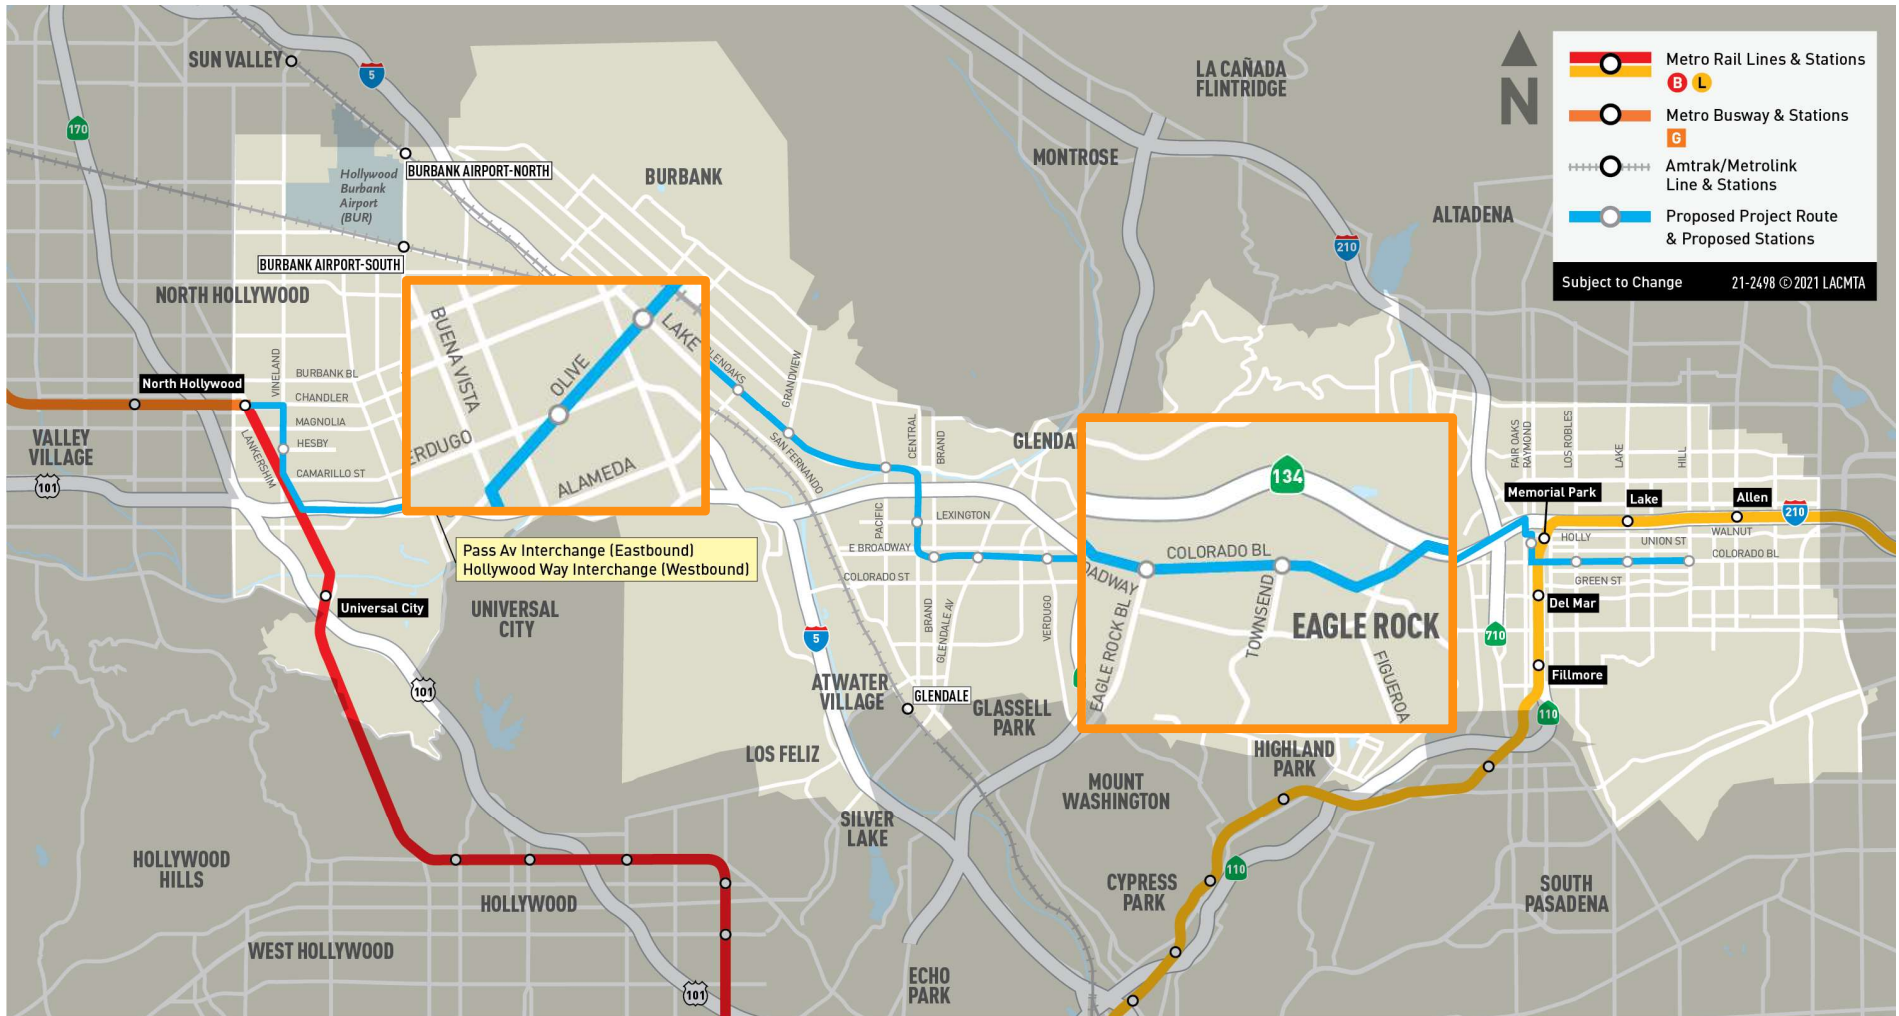 SUN VALLEY
5
170
BURBANK AIRPORT-NORTH
Hollywood
Burbank
Airport
(BUR)
BURBANK
BURBANK AIRPORT-SOUTH
NORTH HOLLYWOOD
LA CAÑADA
FLINTRIDGE
MONTROSE
ALTADENA
210
N
Metro Rail Lines & Stations
B L
Metro Busway & Stations
G
Amtrak/Metrolink
Line & Stations
Proposed Project Route
& Proposed Stations
Subject to Change 21-2498 © 2021 LACMTA
North Hollywood
VINELAND
BURBANK BL
CHANDLER
MAGNOLIA
HESBY
CAMARILLO ST
LANKERSHIM
VALLEY
VILLAGE
101
BUENA VISTA
OLIVE
LAKE
ERDUGO
ALAMEDA
GLENOAKS
GRANDVIEW
SAN FERNANDO
CENTRAL
BRAND
PACIFIC
LEXINGTON
E BROADWAY
COLORADO ST
BRAND
GLENDALE AV
VERDUGO
GLENDA
Pass Av Interchange (Eastbound)
Hollywood Way Interchange (Westbound)
Universal City
UNIVERSAL
CITY
101
5
ATWATER
VILLAGE
GLENDALE
GLASSELL
PARK
LOS FELIZ
134
COLORADO BL
OADWAY
EAGLE ROCK BL
TOWNSEND
EAGLE ROCK
FIGUEROA
FAIR OAKS
RAYMOND
LOS ROBLES
LAKE
HILL
Memorial Park
Lake
Allen
210
HOLLY
UNION ST
WALNUT
COLORADO BL
GREEN ST
Del Mar
710
Fillmore
110
HIGHLAND
PARK
MOUNT
WASHINGTON
SILVER
LAKE
HOLLYWOOD
HILLS
HOLLYWOOD
WEST HOLLYWOOD
101
ECHO
PARK
CYPRESS
PARK
110
SOUTH
PASADENA